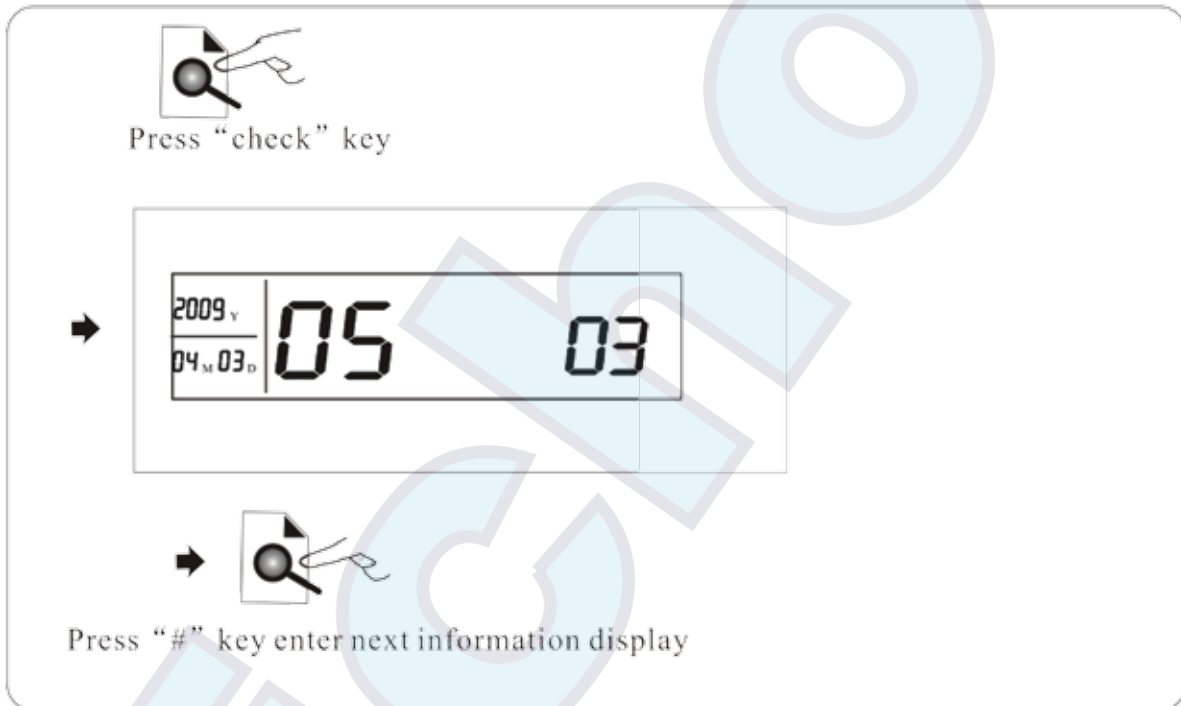 Press “check” key
2009 Y
04 M 03 D
05
03
Press “#” key enter next information display